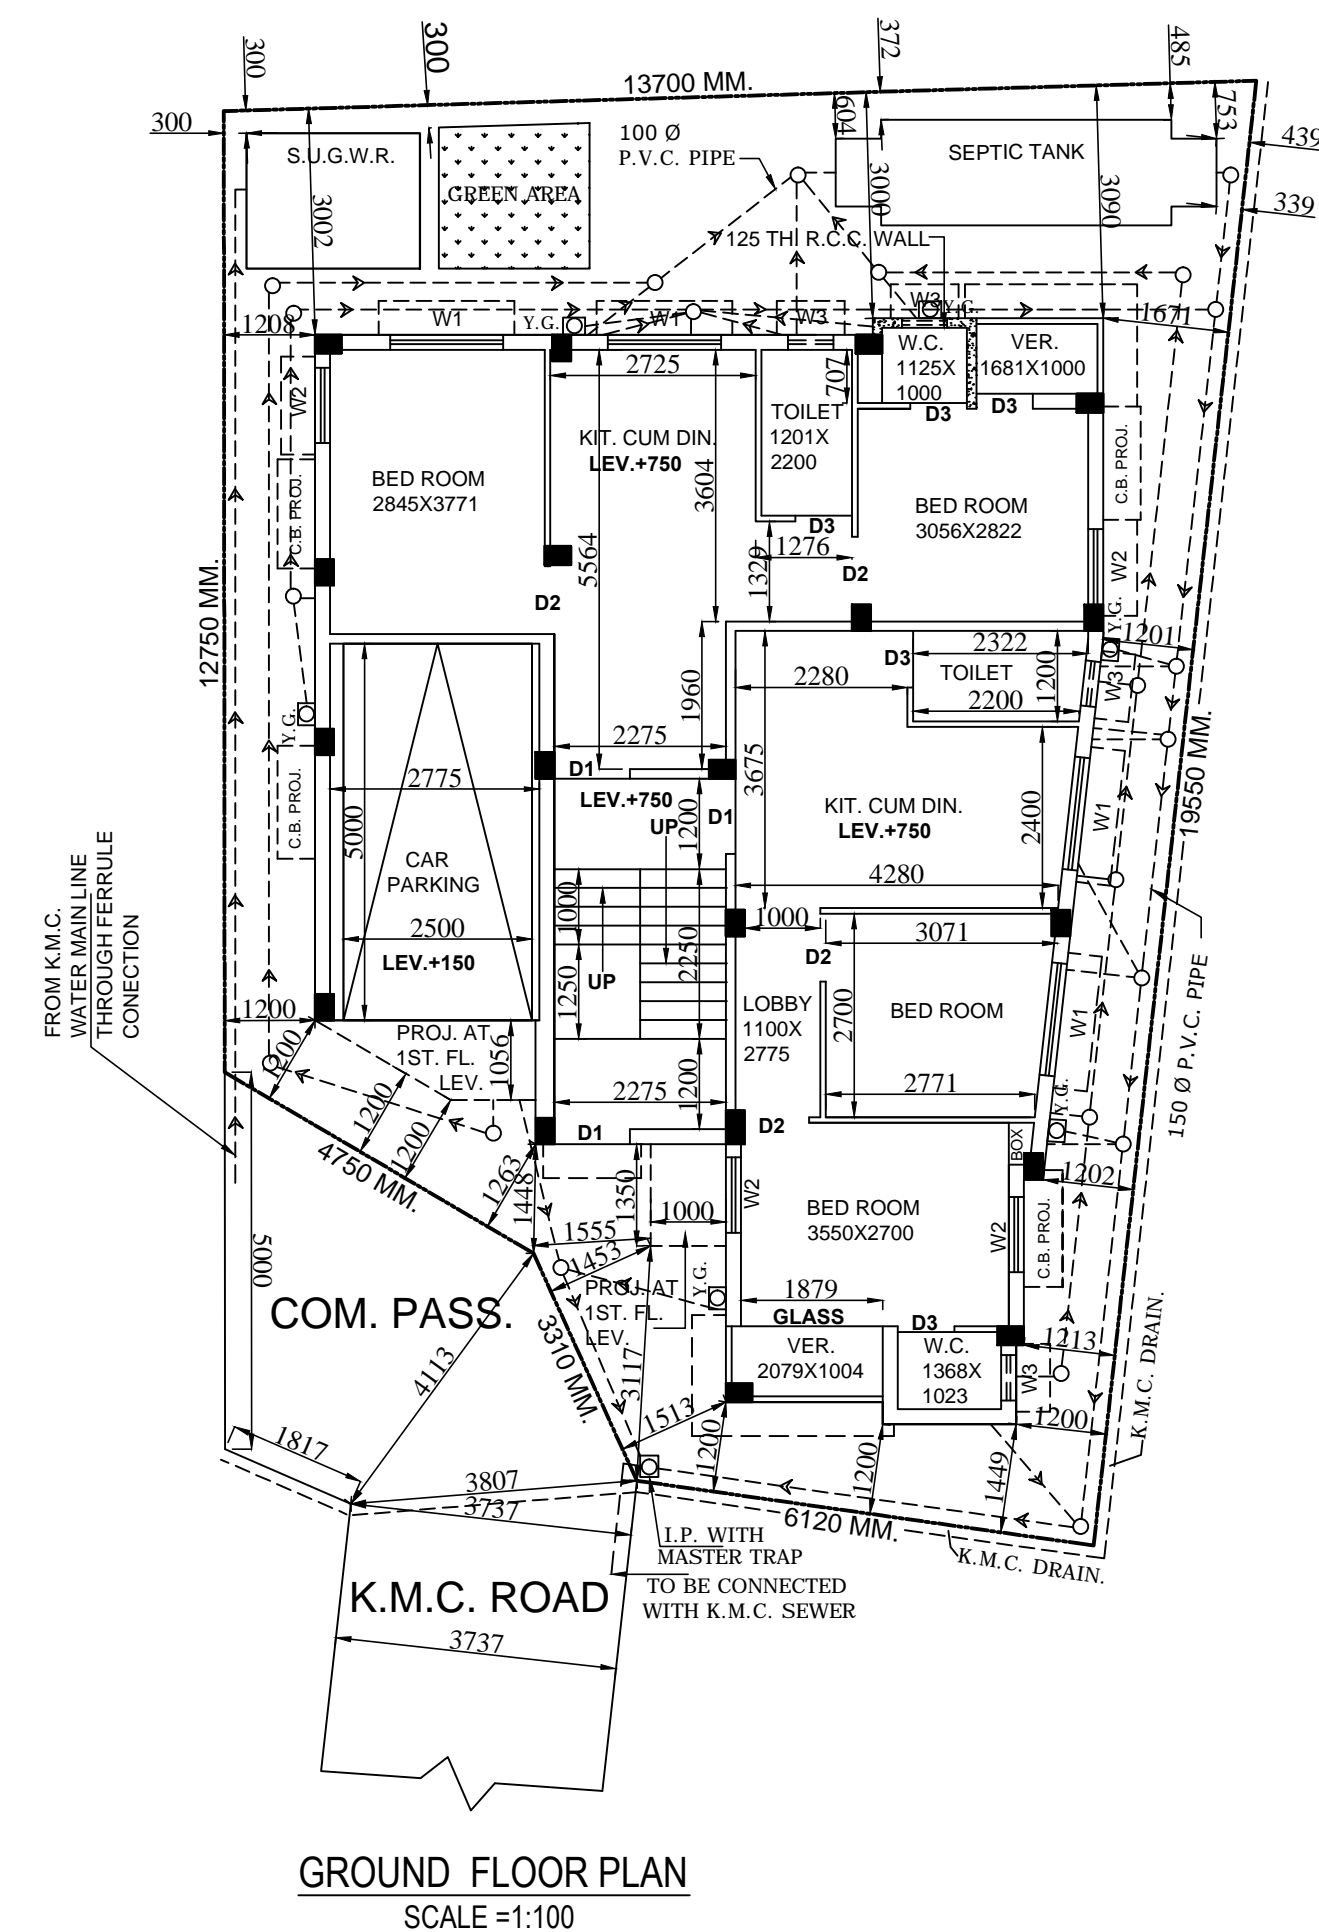 300
300
372
485
13700 MM.
604
753
300
439
339
S.U.G.W.R.
GREEN AREA
100 Ø
P.V.C. PIPE
SEPTIC TANK
3002
3000
3090
125 THI R.C.C. WALL
1208
W1
Y.G.
W1
W3
W3
Y.G.
1671
W.C.
1125X
1000
VER.
1681X1000
2725
707
W2
TOILET
1201X
2200
D3
D3
KIT. CUM DIN.
LEV.+750
C.B. PROJ.
BED ROOM
2845X3771
3604
BED ROOM
3056X2822
C.B. PROJ.
D3
1276
1329
5564
D2
W2
D2
12750 MM.
Y.G.
1201
2322
D3
TOILET
1200
W3
2280
2200
1960
Y.G.
2275
3675
19550 MM.
D1
2775
LEV.+750
C.B. PROJ.
5000
UP
1200
D1
KIT. CUM DIN.
LEV.+750
2400
W1
CAR
PARKING
4280
FROM K.M.C.
WATER MAIN LINE
THROUGH FERRULE
CONECTION
1000
1000
2500
LEV.+150
2250
3071
D2
1250
UP
LOBBY
1100X
2775
2700
BED ROOM
W1
150 Ø P.V.C. PIPE
1200
PROJ. AT
1ST. FL.
LEV.
1056
1200
1200
1200
2275
1200
2771
Y.G.
D1
D2
BOX
4750 MM.
1263
1448
1350
1202
W2
1000
BED ROOM
3550X2700
W2
C.B. PROJ.
1555
1453
5000
Y.G.
PROJ. AT
1ST. FL.
LEV.
1879
GLASS
D3
COM. PASS.
3310 MM.
3117
VER.
2079X1004
W.C.
1368X
1023
W3
1213
K.M.C. DRAIN.
4113
1513
1200
1200
1200
1449
1817
3807
3737
6120 MM.
I.P. WITH
MASTER TRAP
TO BE CONNECTED
WITH K.M.C. SEWER
K.M.C. DRAIN.
K.M.C. ROAD
3737
GROUND FLOOR PLAN
SCALE =1:100